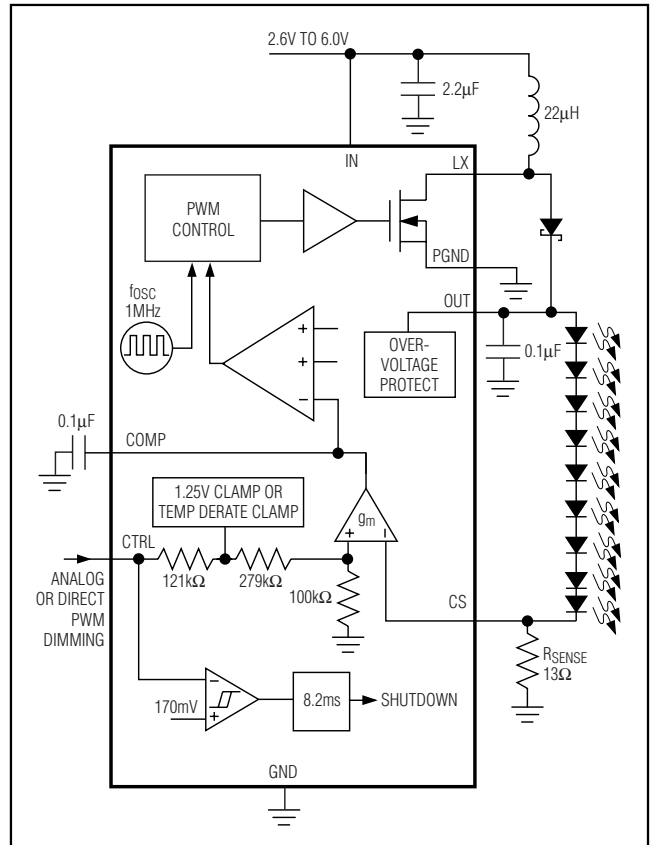 2.6V TO 6.0V
2.2μF
22μH
IN
LX
PWM
CONTROL
PGND
fOSC
1MHz
OUT
OVER-
VOLTAGE
PROTECT
0.1μF
+
+
−
0.1μF
COMP
1.25V CLAMP OR
TEMP DERATE CLAMP
gm
+
−
CTRL
121kΩ
279kΩ
ANALOG
OR DIRECT
PWM
DIMMING
100kΩ
CS
RSENSE
13Ω
−
170mV
+
8.2ms
SHUTDOWN
GND